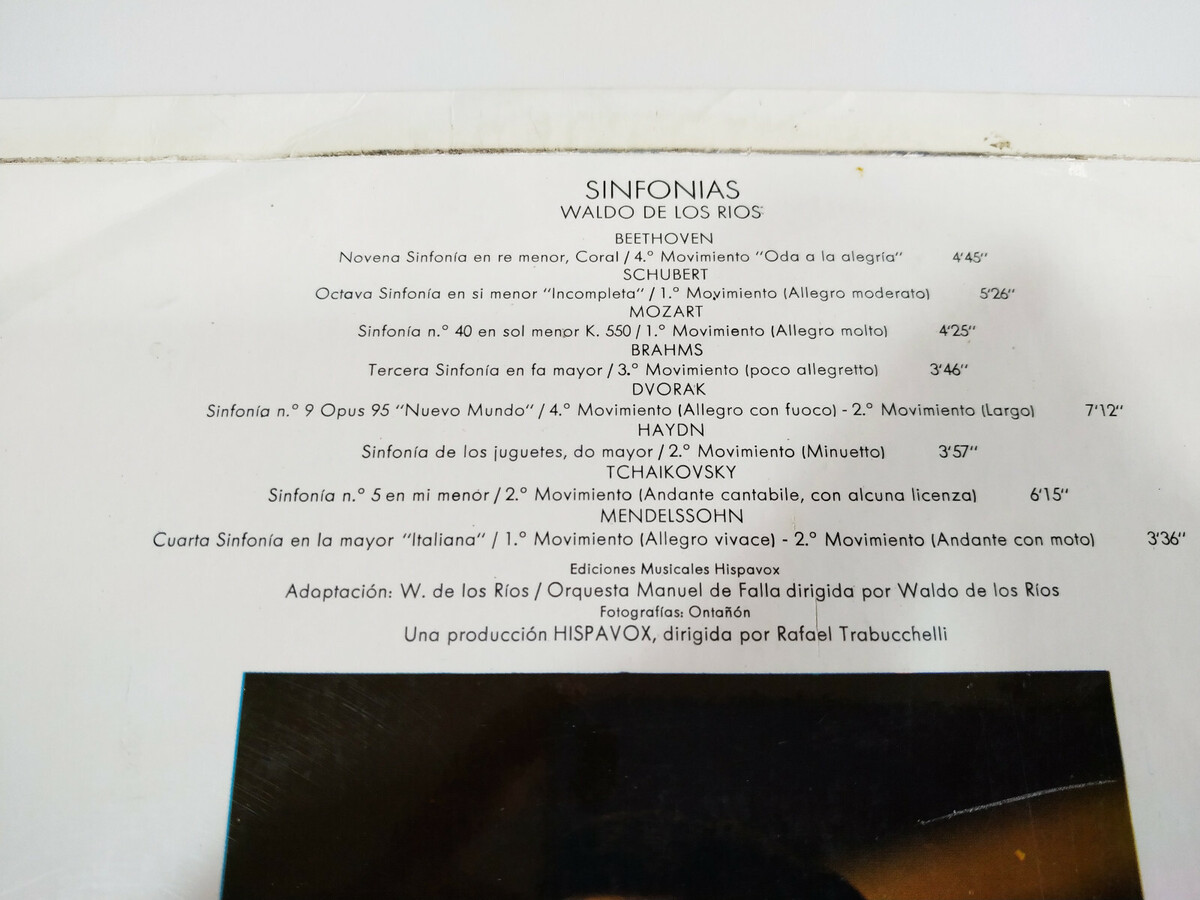 SINFONIAS
WALDO DE LOS RIOS
BEETHOVEN
Novena Sinfonía en re menor, Coral / 4.º Movimiento “Oda a la alegría” 4'45"
SCHUBERT
Octava Sinfonía en si menor “Incompleta” / 1.º Movimiento (Allegro moderato) 5'26"
MOZART
Sinfonía n.º 40 en sol menor K. 550 / 1.º Movimiento (Allegro molto) 4'25"
BRAHMS
Tercera Sinfonía en fa mayor / 3.º Movimiento (poco allegretto) 3'46"
DVORAK
Sinfonía n.º 9 Opus 95 “Nuevo Mundo” / 4.º Movimiento (Allegro con fuoco) - 2.º Movimiento (Largo) 7'12"
HAYDN
Sinfonía de los juguetes, do mayor / 2.º Movimiento (Minuetto) 3'57"
TCHAIKOVSKY
Sinfonía n.º 5 en mi menor / 2.º Movimiento (Andante cantabile, con alcuna licenza) 6'15"
MENDELSSOHN
Cuarta Sinfonía en la mayor “Italiana” / 1.º Movimiento (Allegro vivace) - 2.º Movimiento (Andante con moto) 3'36"
Ediciones Musicales Hispavox
Adaptación: W. de los Ríos / Orquesta Manuel de Falla dirigida por Waldo de los Ríos
Fotografías: Ontañón
Una producción HISPAVOX, dirigida por Rafael Trabucchelli